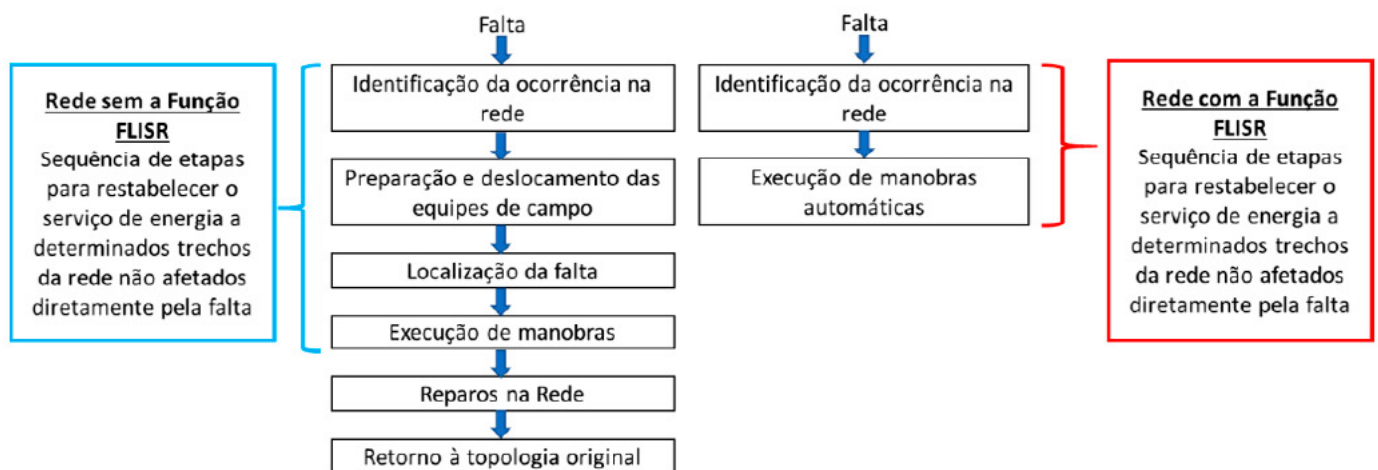 Rede sem a Função
FLISR
Sequência de etapas
para restabelecer o
serviço de energia a
determinados trechos
da rede não afetados
diretamente pela falta
Falta
Identificação da ocorrência na
rede
Preparação e deslocamento das
equipes de campo
Localização da falta
Execução de manobras
Reparos na Rede
Retorno à topologia original
Falta
Identificação da ocorrência na
rede
Execução de manobras
automáticas
Rede com a Função
FLISR
Sequência de etapas
para restabelecer o
serviço de energia a
determinados trechos
da rede não afetados
diretamente pela falta